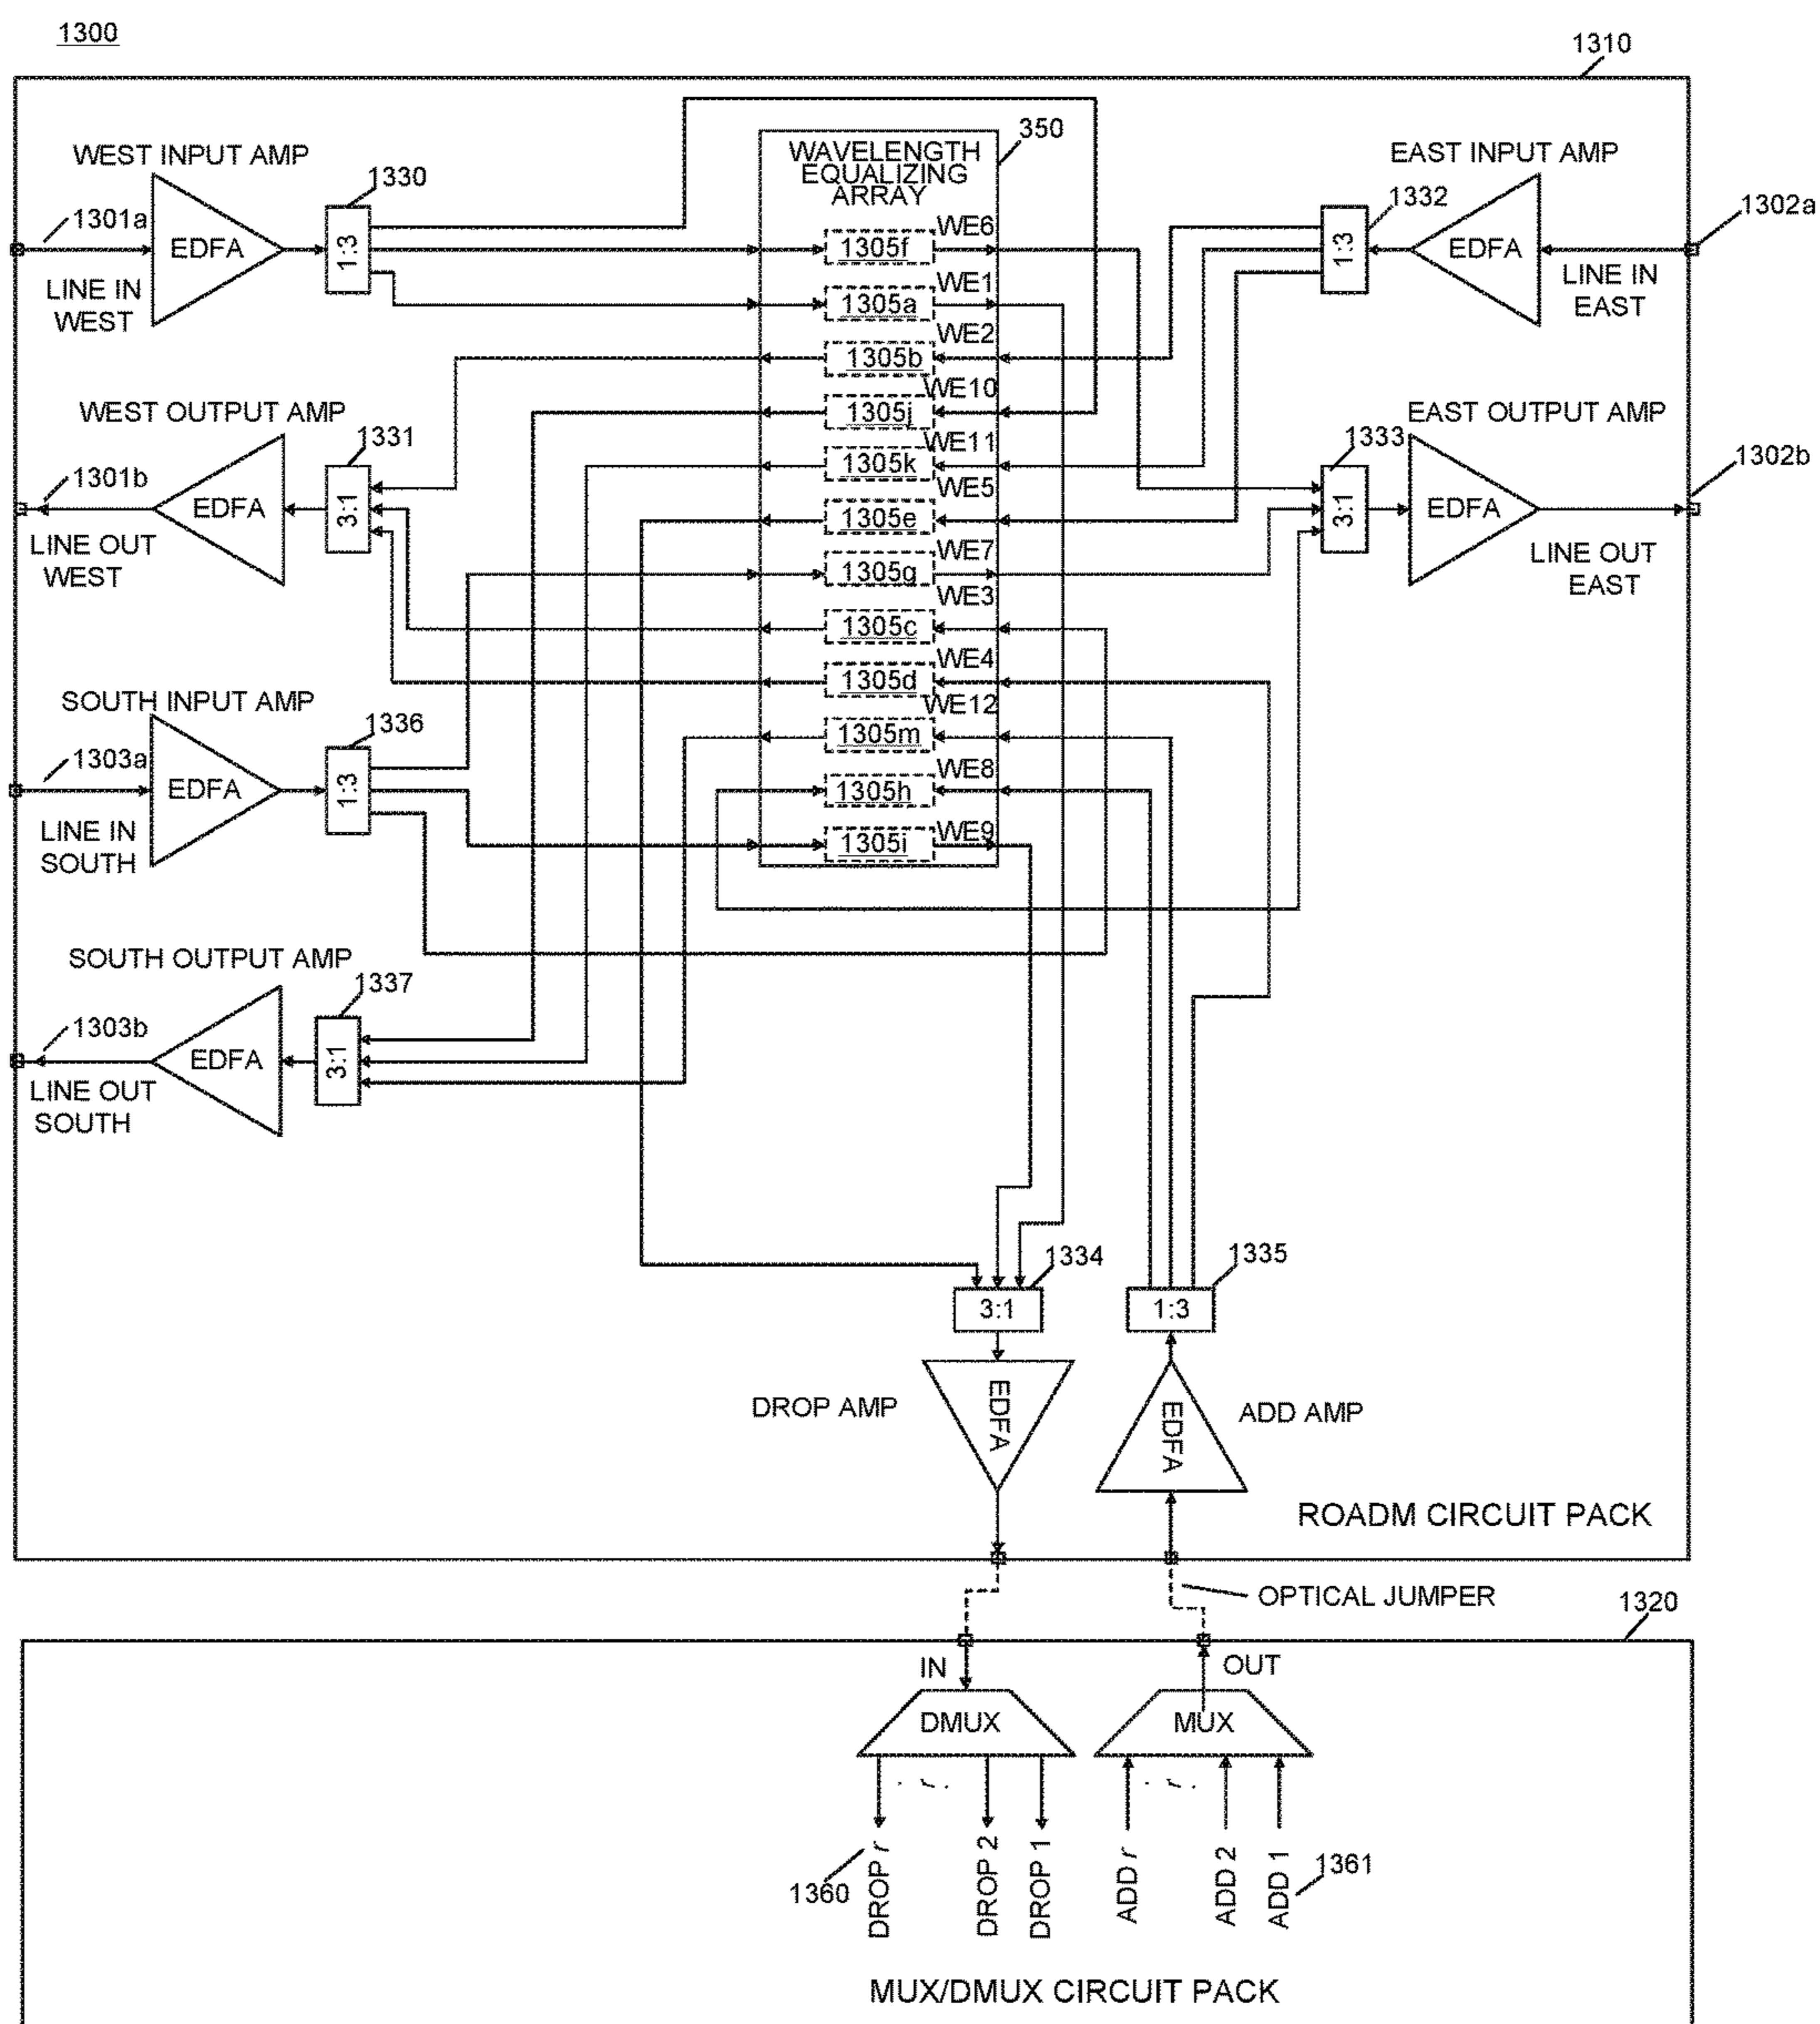 1300
1310
WEST INPUT AMP
1330
WAVELENGTH
EQUALIZING
ARRAY
350
EAST INPUT AMP
1332
1302a
1301a
EDFA
1:3
1305f
WE6
1:3
EDFA
LINE IN
WEST
LINE IN
EAST
1305a
WE1
1305b
WE2
1305j
WE10
WEST OUTPUT AMP
1331
EAST OUTPUT AMP
1333
1302b
1305k
WE11
1301b
EDFA
3:1
1305e
WE5
3:1
EDFA
LINE OUT
WEST
LINE OUT
EAST
1305g
WE7
1305c
WE3
1305d
WE4
SOUTH INPUT AMP
1336
1305m
WE12
1303a
EDFA
1:3
1305h
WE8
LINE IN
SOUTH
1305i
WE9
SOUTH OUTPUT AMP
1337
1303b
EDFA
3:1
LINE OUT
SOUTH
1334
1335
3:1
1:3
DROP AMP
EDFA
EDFA
ADD AMP
ROADM CIRCUIT PACK
OPTICAL JUMPER
1320
IN
OUT
DMUX
MUX
. r .
. r .
1360
DROP r
DROP 2
DROP 1
ADD r
ADD 2
ADD 1
1361
MUX/DMUX CIRCUIT PACK